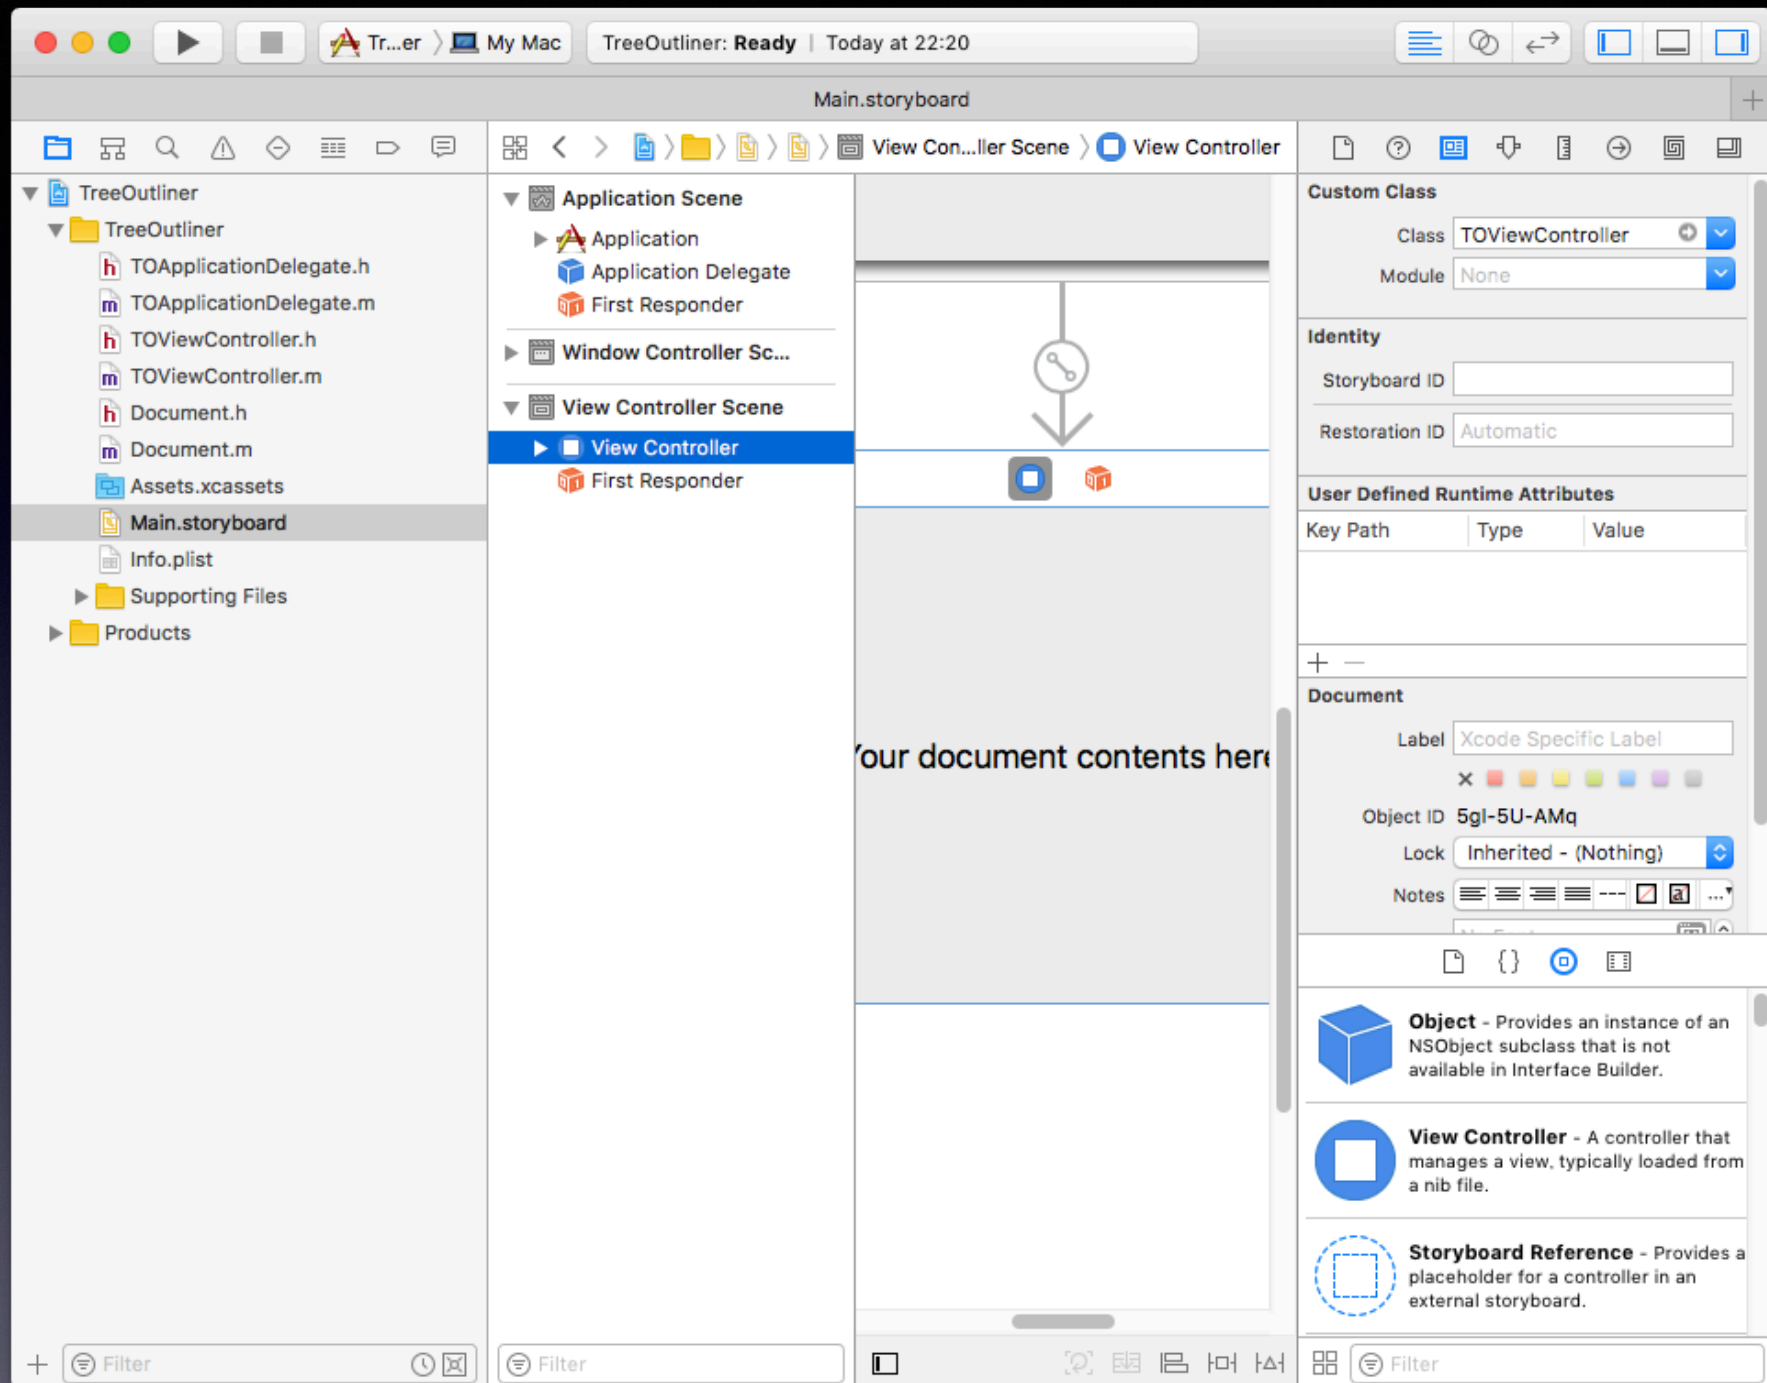 Tr...er 〉 My Mac
TreeOutliner: Ready | Today at 22:20
Main.storyboard
View Con...ller Scene 〉 View Controller
TreeOutliner
TreeOutliner
TOApplicationDelegate.h
TOApplicationDelegate.m
TOViewController.h
TOViewController.m
Document.h
Document.m
Assets.xcassets
Main.storyboard
Info.plist
Supporting Files
Products
Filter
Application Scene
Application
Application Delegate
First Responder
Window Controller Sc...
View Controller Scene
View Controller
First Responder
Filter
our document contents here
Custom Class
Class TOViewController
Module None
Identity
Storyboard ID
Restoration ID Automatic
User Defined Runtime Attributes
Key Path Type Value
Document
Label Xcode Specific Label
Object ID 5gI-5U-AMq
Lock Inherited - (Nothing)
Notes
Object - Provides an instance of an
NSObject subclass that is not
available in Interface Builder.
View Controller - A controller that
manages a view, typically loaded from
a nib file.
Storyboard Reference - Provides a
placeholder for a controller in an
external storyboard.
Filter